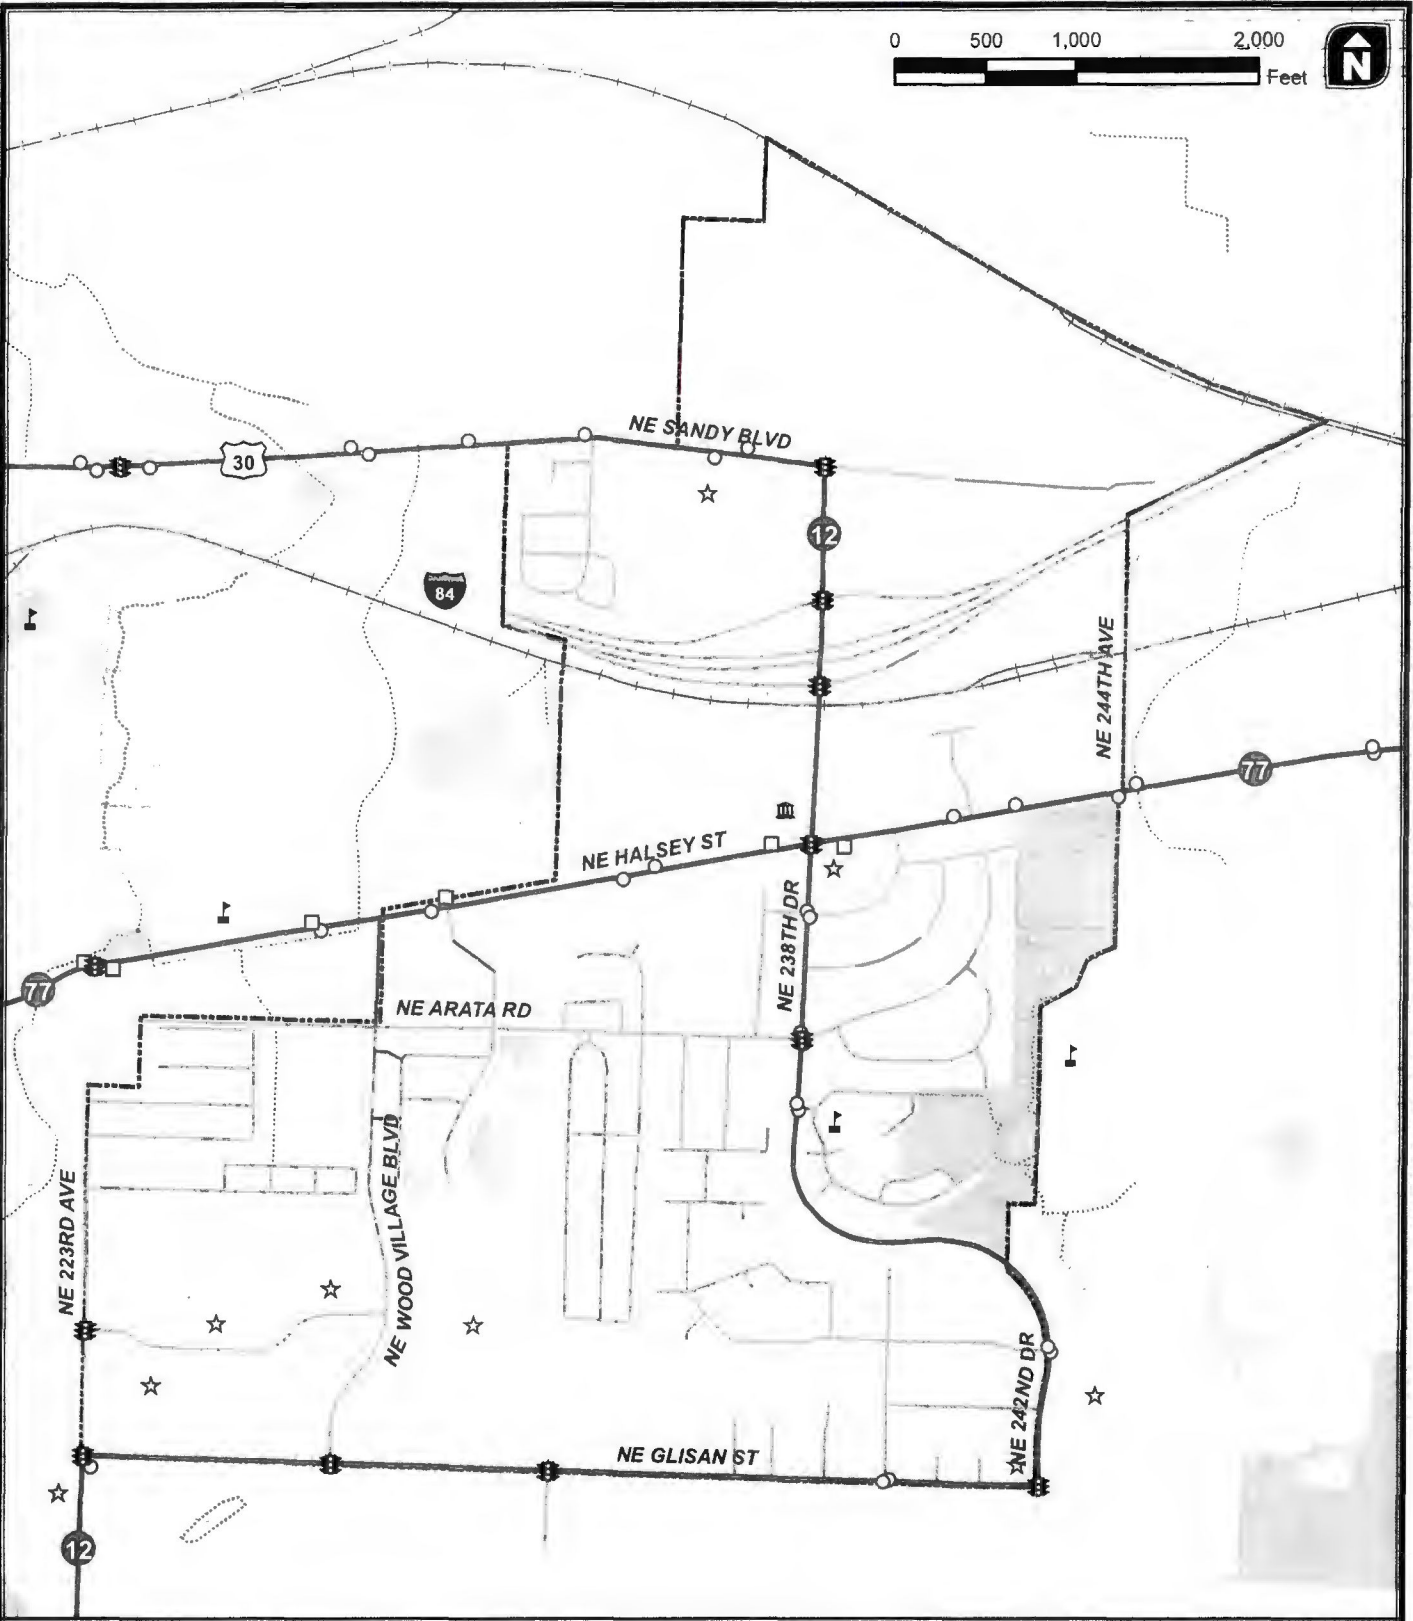 0 500 1,000 2,000
Feet
N
NE SANDY BLVD
30
12
84
NE 244TH AVE
77
NE HALSEY ST
NE 238TH DR
77
NE ARATA RD
NE 223RD AVE
NE WOOD VILLAGE BLVD
NE 242ND DR
NE GLISAN ST
12